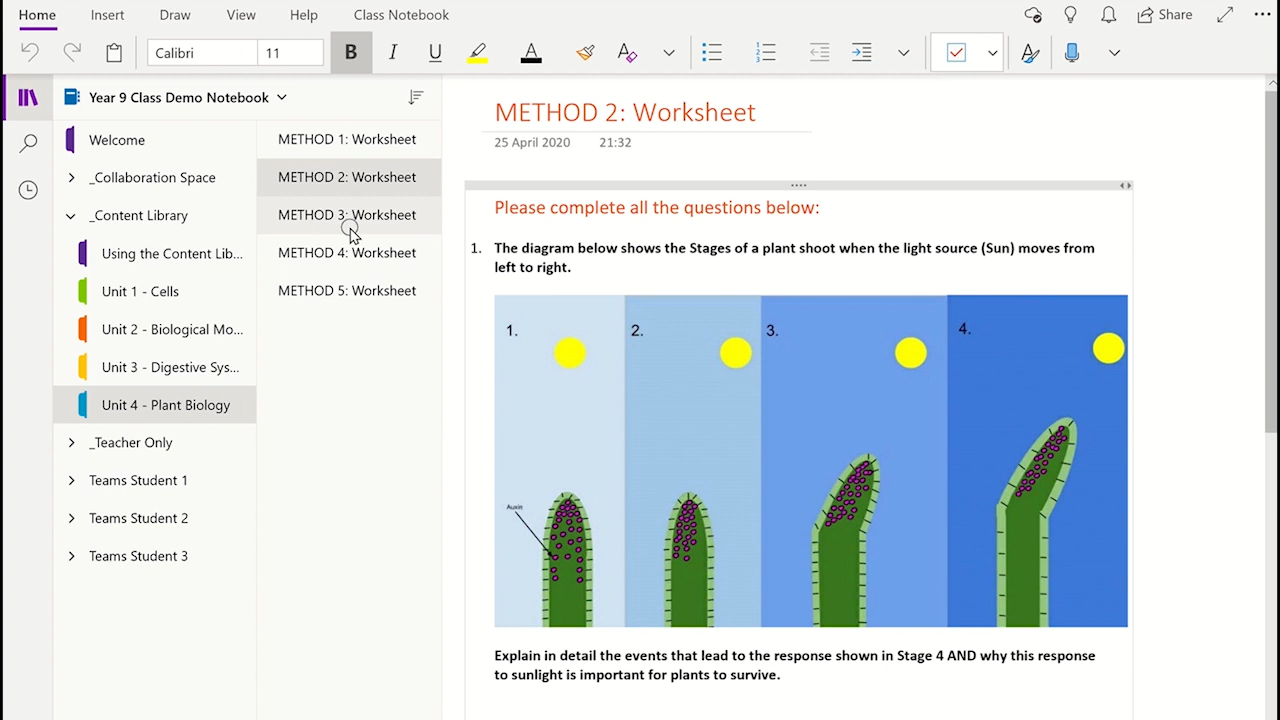 Home Insert Draw View Help Class Notebook Share
Calibri 11 B I U A
Year 9 Class Demo Notebook
Welcome
_Collaboration Space
_Content Library
Using the Content Lib...
Unit 1 - Cells
Unit 2 - Biological Mo...
Unit 3 - Digestive Sys...
Unit 4 - Plant Biology
_Teacher Only
Teams Student 1
Teams Student 2
Teams Student 3
METHOD 1: Worksheet
METHOD 2: Worksheet
METHOD 3: Worksheet
METHOD 4: Worksheet
METHOD 5: Worksheet
METHOD 2: Worksheet
25 April 2020 21:32
Please complete all the questions below:
1. The diagram below shows the Stages of a plant shoot when the light source (Sun) moves from
left to right.
1. 2. 3. 4.
Auxin
Explain in detail the events that lead to the response shown in Stage 4 AND why this response
to sunlight is important for plants to survive.